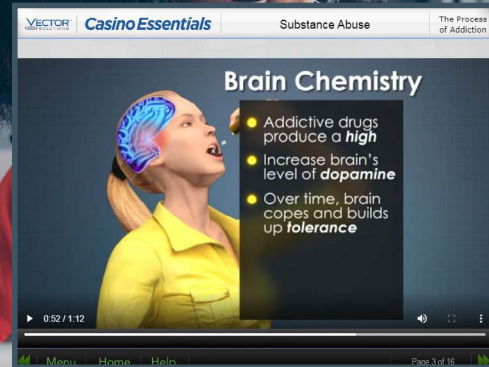 VECTOR
SOLUTIONS
Casino Essentials
Substance Abuse
The Process
of Addiction
Brain Chemistry
Addictive drugs
produce a high
Increase brain's
level of dopamine
Over time, brain
copes and builds
up tolerance
0:52 / 1:12
Menu Home Help
Page 3 of 16